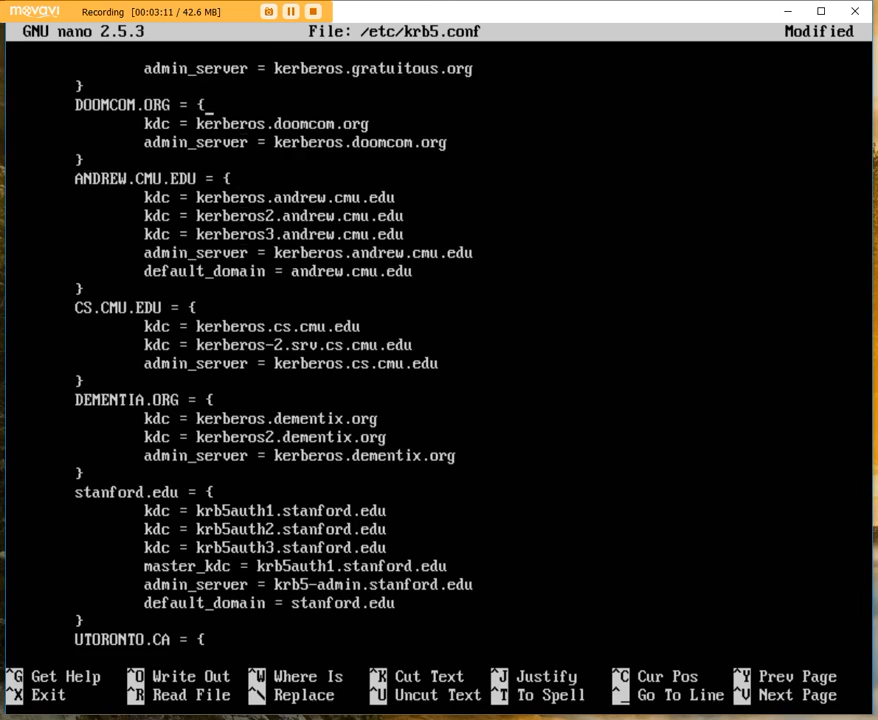 movavi Recording [00:03:11 / 42.6 MB]
GNU nano 2.5.3 File: /etc/krb5.conf Modified
admin_server = kerberos.gratuitous.org
}
DOOMCOM.ORG = {_
kdc = kerberos.doomcom.org
admin_server = kerberos.doomcom.org
}
ANDREW.CMU.EDU = {
kdc = kerberos.andrew.cmu.edu
kdc = kerberos2.andrew.cmu.edu
kdc = kerberos3.andrew.cmu.edu
admin_server = kerberos.andrew.cmu.edu
default_domain = andrew.cmu.edu
}
CS.CMU.EDU = {
kdc = kerberos.cs.cmu.edu
kdc = kerberos-2.srv.cs.cmu.edu
admin_server = kerberos.cs.cmu.edu
}
DEMENTIA.ORG = {
kdc = kerberos.dementix.org
kdc = kerberos2.dementix.org
admin_server = kerberos.dementix.org
}
stanford.edu = {
kdc = krb5auth1.stanford.edu
kdc = krb5auth2.stanford.edu
kdc = krb5auth3.stanford.edu
master_kdc = krb5auth1.stanford.edu
admin_server = krb5-admin.stanford.edu
default_domain = stanford.edu
}
UTORONTO.CA = {
^G Get Help ^O Write Out ^W Where Is ^K Cut Text ^J Justify ^C Cur Pos ^Y Prev Page
^X Exit ^R Read File ^\ Replace ^U Uncut Text ^T To Spell ^_ Go To Line ^V Next Page